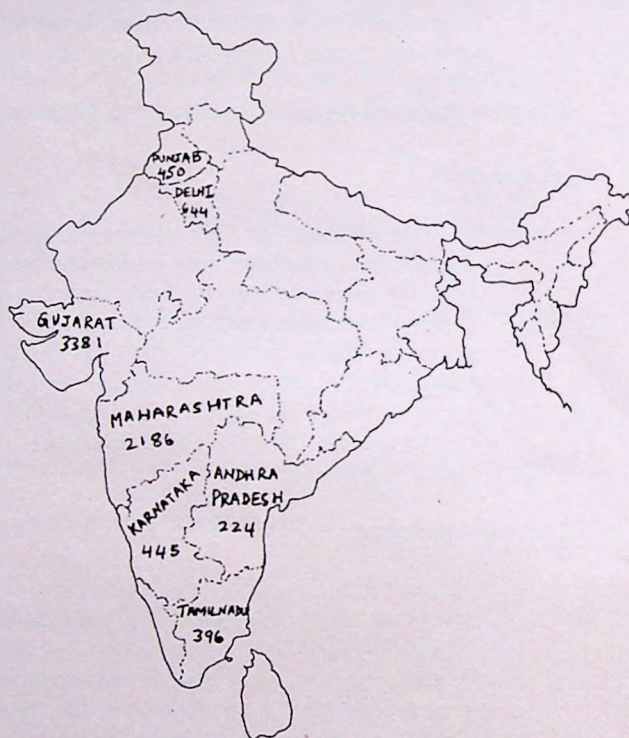 PUNJAB
450
DELHI
644
GUJARAT
3381
MAHARASHTRA
2186
KARNATAKA
445
ANDHRA
PRADESH
224
TAMILNADU
396